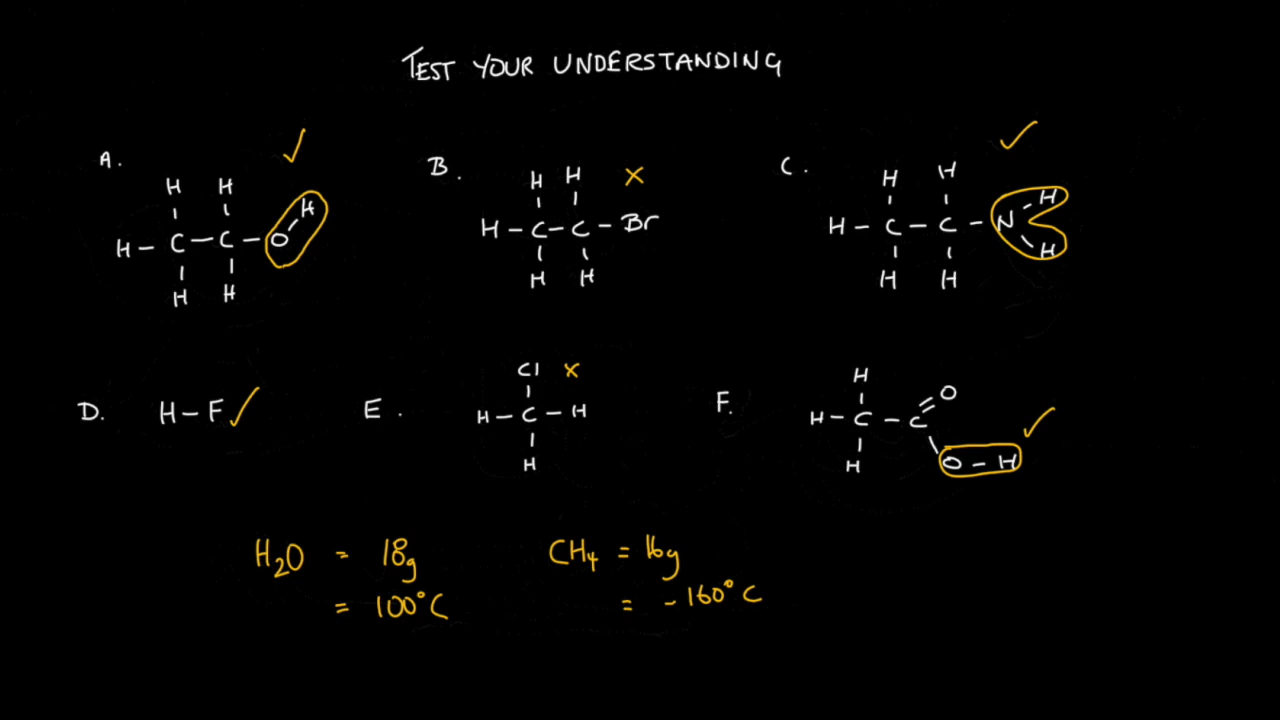 TEST YOUR UNDERSTANDING
A. ✓
B. x
C. ✓
H H
H H
H H
H – C – C – O – H
H – C – C – Br
H – C – C – N – H
H
H H
H H
H H
D. H – F ✓
E. x
F. ✓
Cl
H – C – H
H
H
H – C – C = O
O – H
H
H₂O = 18g
CH₄ = 16g
= 100°C
= -160°C